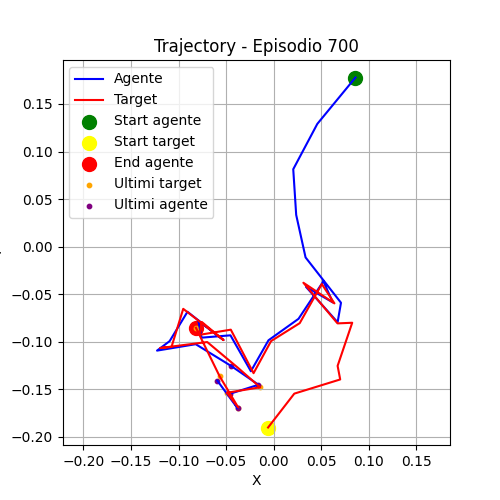 Trajectory - Episodio 700
Agente
Target
Start agente
Start target
End agente
Ultimi target
Ultimi agente
0.15
0.10
0.05
0.00
−0.05
−0.10
−0.15
−0.20
−0.20 −0.15 −0.10 −0.05 0.00 0.05 0.10 0.15
X